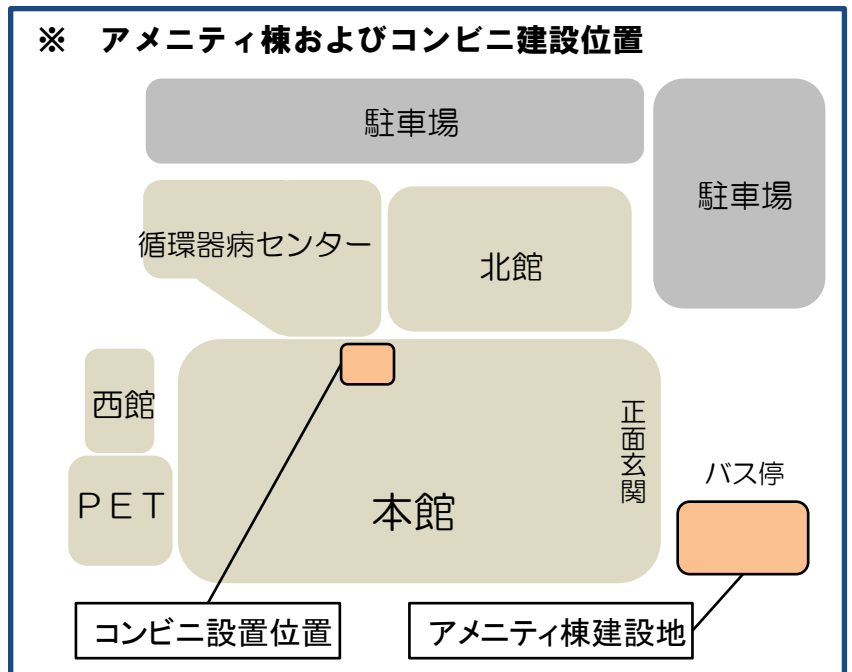 ※　アメニティ棟およびコンビニ建設位置
駐車場
駐車場
循環器病センター
北館
西館
正面玄関
バス停
ＰＥＴ
本館
コンビニ設置位置
アメニティ棟建設地